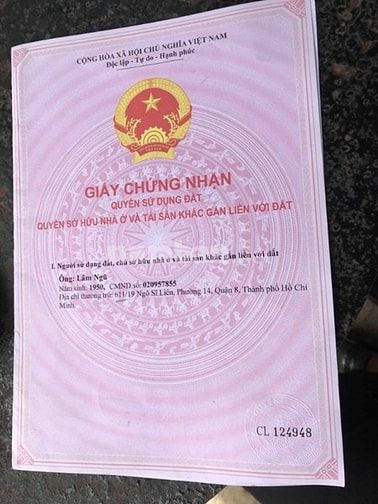 CỘNG HÒA XÃ HỘI CHỦ NGHĨA VIỆT NAM
Độc lập - Tự do - Hạnh phúc
GIẤY CHỨNG NHẬN
QUYỀN SỬ DỤNG ĐẤT
QUYỀN SỞ HỮU NHÀ Ở VÀ TÀI SẢN KHÁC GẮN LIỀN VỚI ĐẤT
I. Người sử dụng đất, chủ sở hữu nhà ở và tài sản khác gắn liền với đất
Ông: Lâm Ngũ
Năm sinh: 1950, CMND số: 020957855
Địa chỉ thường trú: 611/19 Ngô Sĩ Liên, Phường 14, Quận 8, Thành phố Hồ Chí
Minh
CL 124948